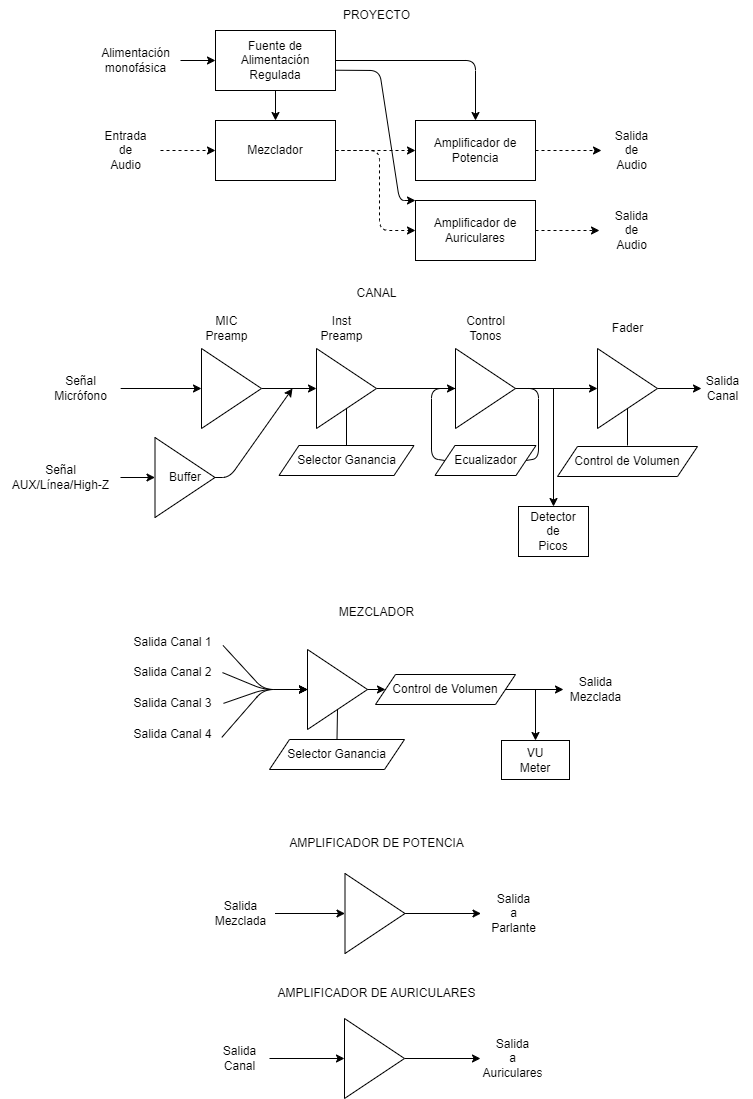 PROYECTO
Alimentación
monofásica
Fuente de
Alimentación
Regulada
Entrada
de
Audio
Mezclador
Amplificador de
Potencia
Salida
de
Audio
Amplificador de
Auriculares
Salida
de
Audio
CANAL
MIC
Preamp
Inst
Preamp
Control
Tonos
Fader
Señal
Micrófono
Salida
Canal
Selector Ganancia
Ecualizador
Control de Volumen
Señal
AUX/Línea/High-Z
Buffer
Detector
de
Picos
MEZCLADOR
Salida Canal 1
Salida Canal 2
Salida Canal 3
Salida Canal 4
Control de Volumen
Salida
Mezclada
Selector Ganancia
VU
Meter
AMPLIFICADOR DE POTENCIA
Salida
Mezclada
Salida
a
Parlante
AMPLIFICADOR DE AURICULARES
Salida
Canal
Salida
a
Auriculares